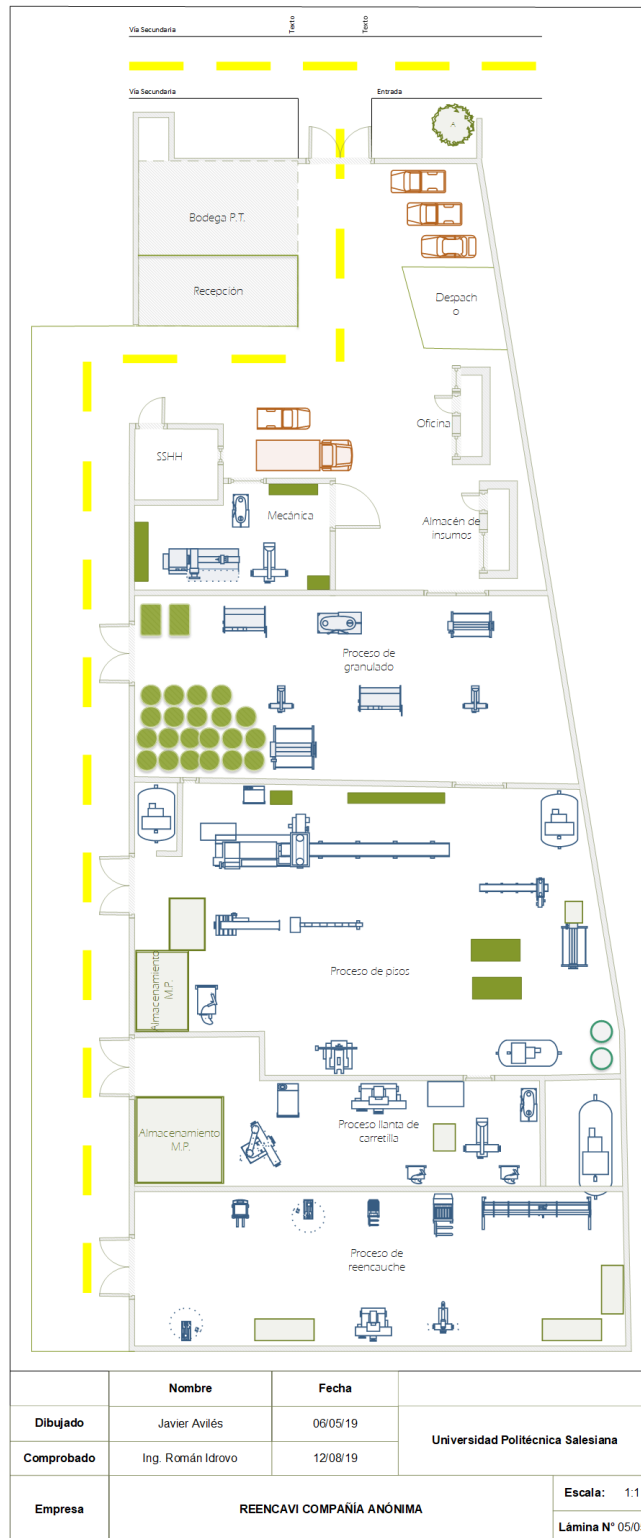 Vía Secundaria
Texto
Texto
Vía Secundaria
Entrada
A
Bodega P.T.
Recepción
Despach
o
Oficina
SSHH
Mecánica
Almacén de
insumos
Proceso de
granulado
Almacenamiento
M.P.
Proceso de pisos
Almacenamiento
M.P.
Proceso llanta de
carretilla
Proceso de
reencauche
Nombre
Fecha
Dibujado
Javier Avilés
06/05/19
Universidad Politécnica Salesiana
Comprobado
Ing. Román Idrovo
12/08/19
Empresa
REENCAVI COMPAÑÍA ANÓNIMA
Escala: 1:1
Lámina N° 05/0